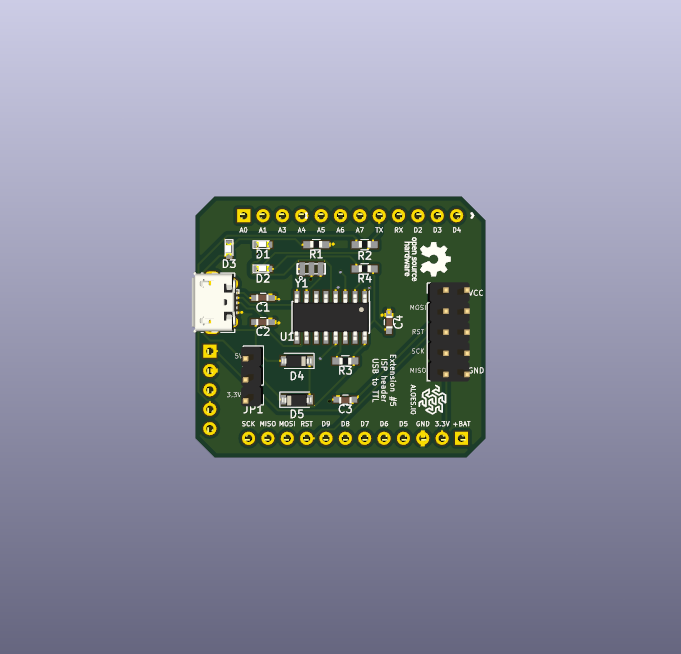 A0 A1 A3 A4 A5 A6 A7 TX RX D2 D3 D4
D3
D1
R1
R2
D2
Y1
R4
open source
hardware
C1
C2
U1
C4
VCC
MOSI
RST
SCK
MISO
GND
5V
3.3V
JP1
D4
R3
D5
C3
Extension #5
ISP header
USB to TTL
ALOES.IO
SCK MISO MOSI RST D9 D8 D7 D6 D5 GND 3.3V +BAT